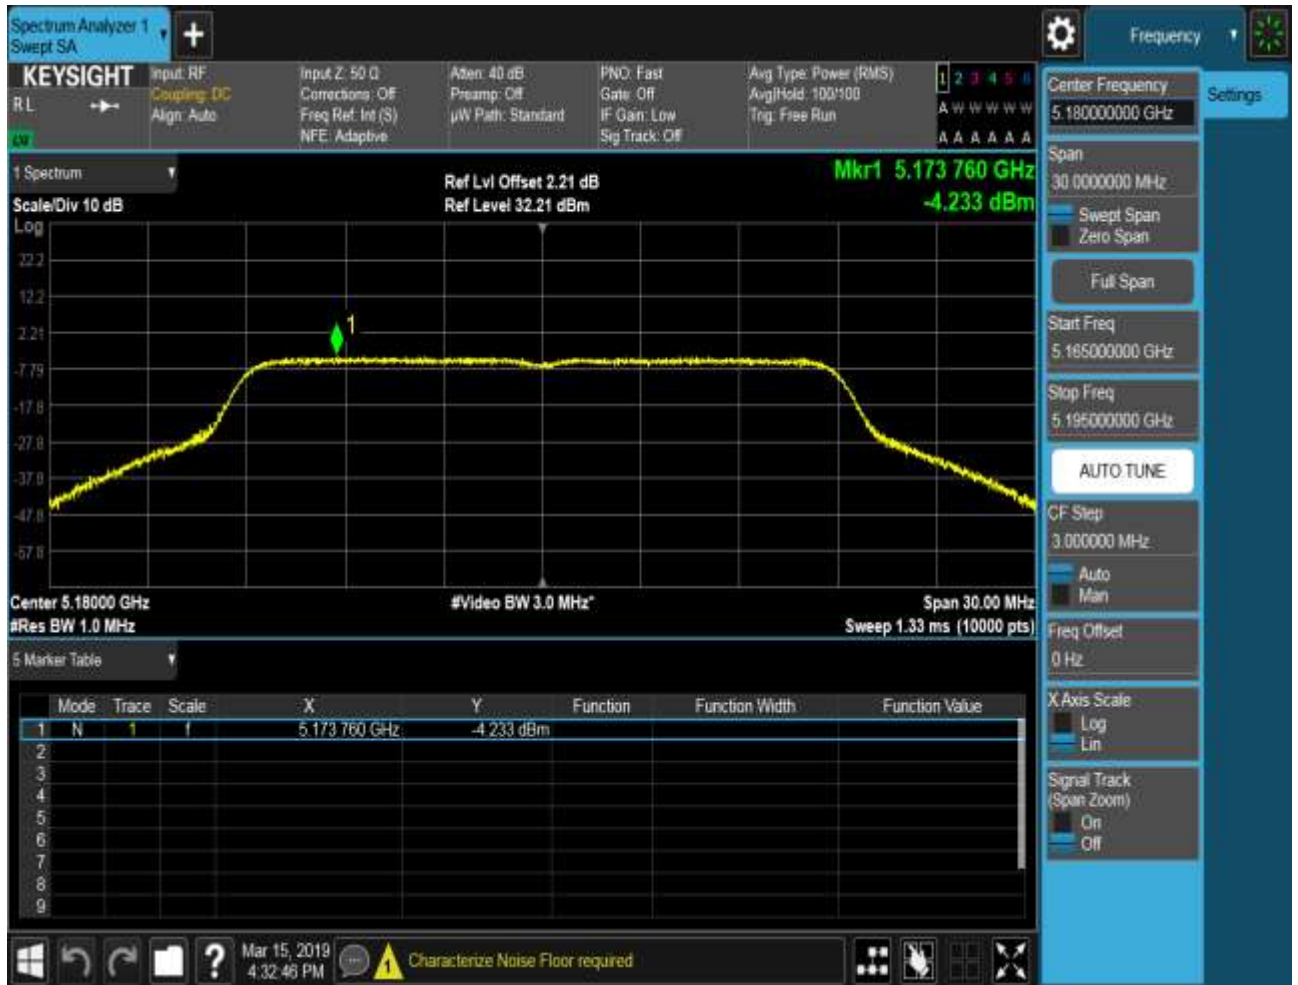 Spectrum Analyzer 1
Swept SA
Frequency
KEYSIGHT
RL
Input: RF
Coupling: DC
Align: Auto
Input Z: 50 Ω
Corrections: Off
Freq Ref: Int (S)
NFE: Adaptive
Atten: 40 dB
Preamp: Off
µW Path: Standard
PNO: Fast
Gate: Off
IF Gain: Low
Sig Track: Off
Avg Type: Power (RMS)
Avg|Hold: 100/100
Trig: Free Run
1 2 3 4 5 6
A W W W W W
A A A A A A
1 Spectrum
Scale/Div 10 dB
Ref Lvl Offset 2.21 dB
Ref Level 32.21 dBm
Mkr1 5.173 760 GHz
-4.233 dBm
Log
22.2
12.2
2.21
-7.79
-17.8
-27.8
-37.8
-47.8
-57.8
1
Center 5.18000 GHz
#Res BW 1.0 MHz
#Video BW 3.0 MHz*
Span 30.00 MHz
Sweep 1.33 ms (10000 pts)
5 Marker Table
Mode Trace Scale X Y Function Function Width Function Value
1 N 1 f 5.173 760 GHz -4.233 dBm
2
3
4
5
6
7
8
9
Mar 15, 2019
4:32:46 PM
?
1
Characterize Noise Floor required
Center Frequency
5.180000000 GHz
Settings
Span
30.0000000 MHz
Swept Span
Zero Span
Full Span
Start Freq
5.165000000 GHz
Stop Freq
5.195000000 GHz
AUTO TUNE
CF Step
3.000000 MHz
Auto
Man
Freq Offset
0 Hz
X Axis Scale
Log
Lin
Signal Track
(Span Zoom)
On
Off